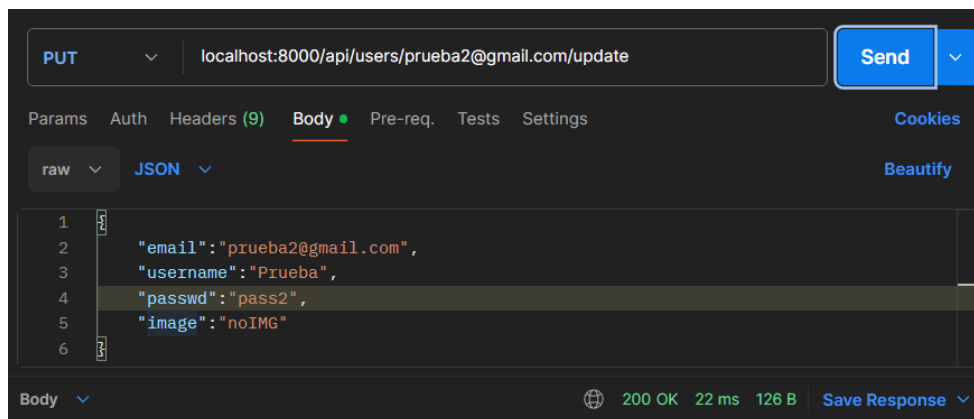 PUT localhost:8000/api/users/prueba2@gmail.com/update Send
Params Auth Headers (9) Body Pre-req. Tests Settings Cookies
raw JSON Beautify
1 {
2 "email":"prueba2@gmail.com",
3 "username":"Prueba",
4 "passwd":"pass2",
5 "image":"noIMG"
6 }
Body 200 OK 22 ms 126 B Save Response